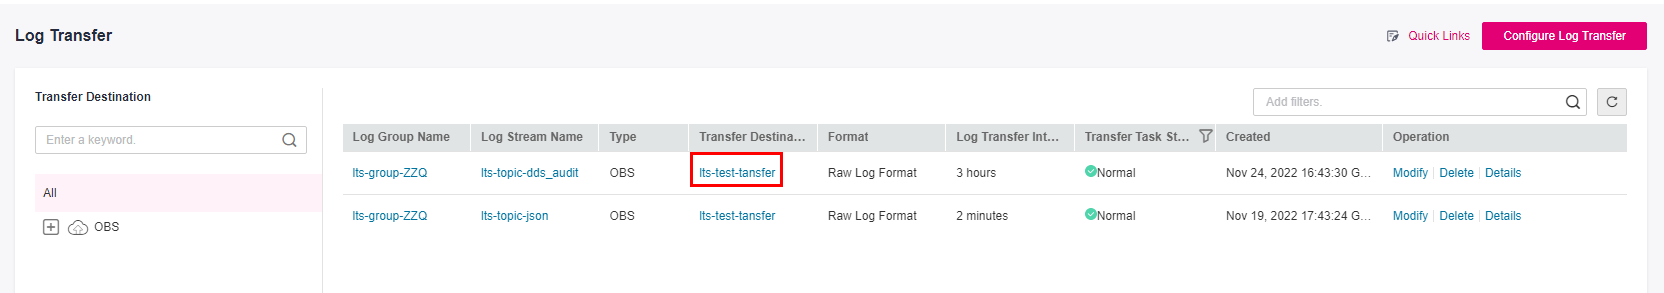 Log Transfer
Quick Links
Configure Log Transfer
Transfer Destination
Enter a keyword.
All
OBS
Add filters.
Log Group Name Log Stream Name Type Transfer Destina... Format Log Transfer Int... Transfer Task St... Created Operation
lts-group-ZZQ lts-topic-dds_audit OBS lts-test-tansfer Raw Log Format 3 hours Normal Nov 24, 2022 16:43:30 G... Modify Delete Details
lts-group-ZZQ lts-topic-json OBS lts-test-tansfer Raw Log Format 2 minutes Normal Nov 19, 2022 17:43:24 G... Modify Delete Details